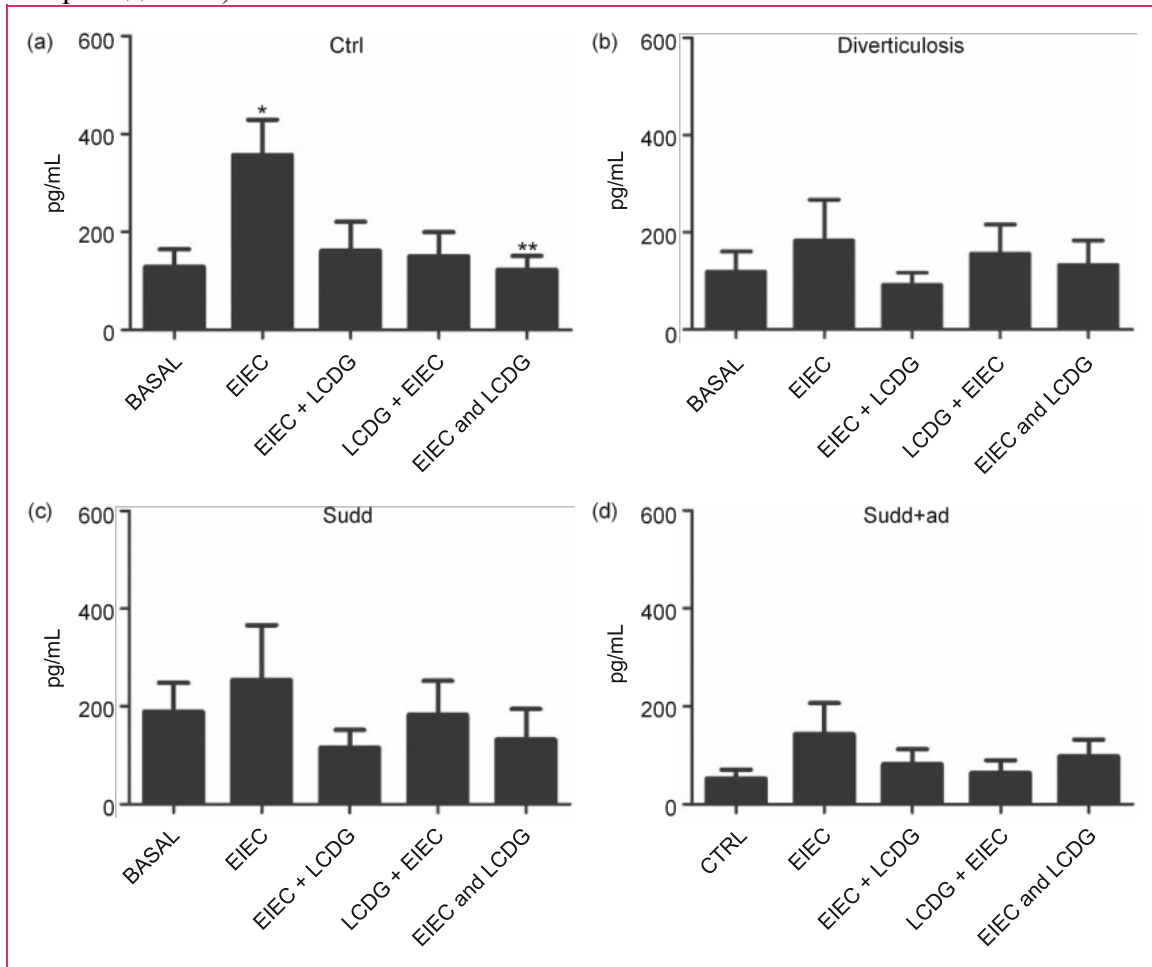 (a)
Ctrl
600
400
200
0
pg/mL
*
**
BASAL
EIEC
EIEC + LCDG
LCDG + EIEC
EIEC and LCDG
(b)
Diverticulosis
600
400
200
0
pg/mL
BASAL
EIEC
EIEC + LCDG
LCDG + EIEC
EIEC and LCDG
(c)
Sudd
600
400
200
0
pg/mL
BASAL
EIEC
EIEC + LCDG
LCDG + EIEC
EIEC and LCDG
(d)
Sudd+ad
600
400
200
0
pg/mL
CTRL
EIEC
EIEC + LCDG
LCDG + EIEC
EIEC and LCDG